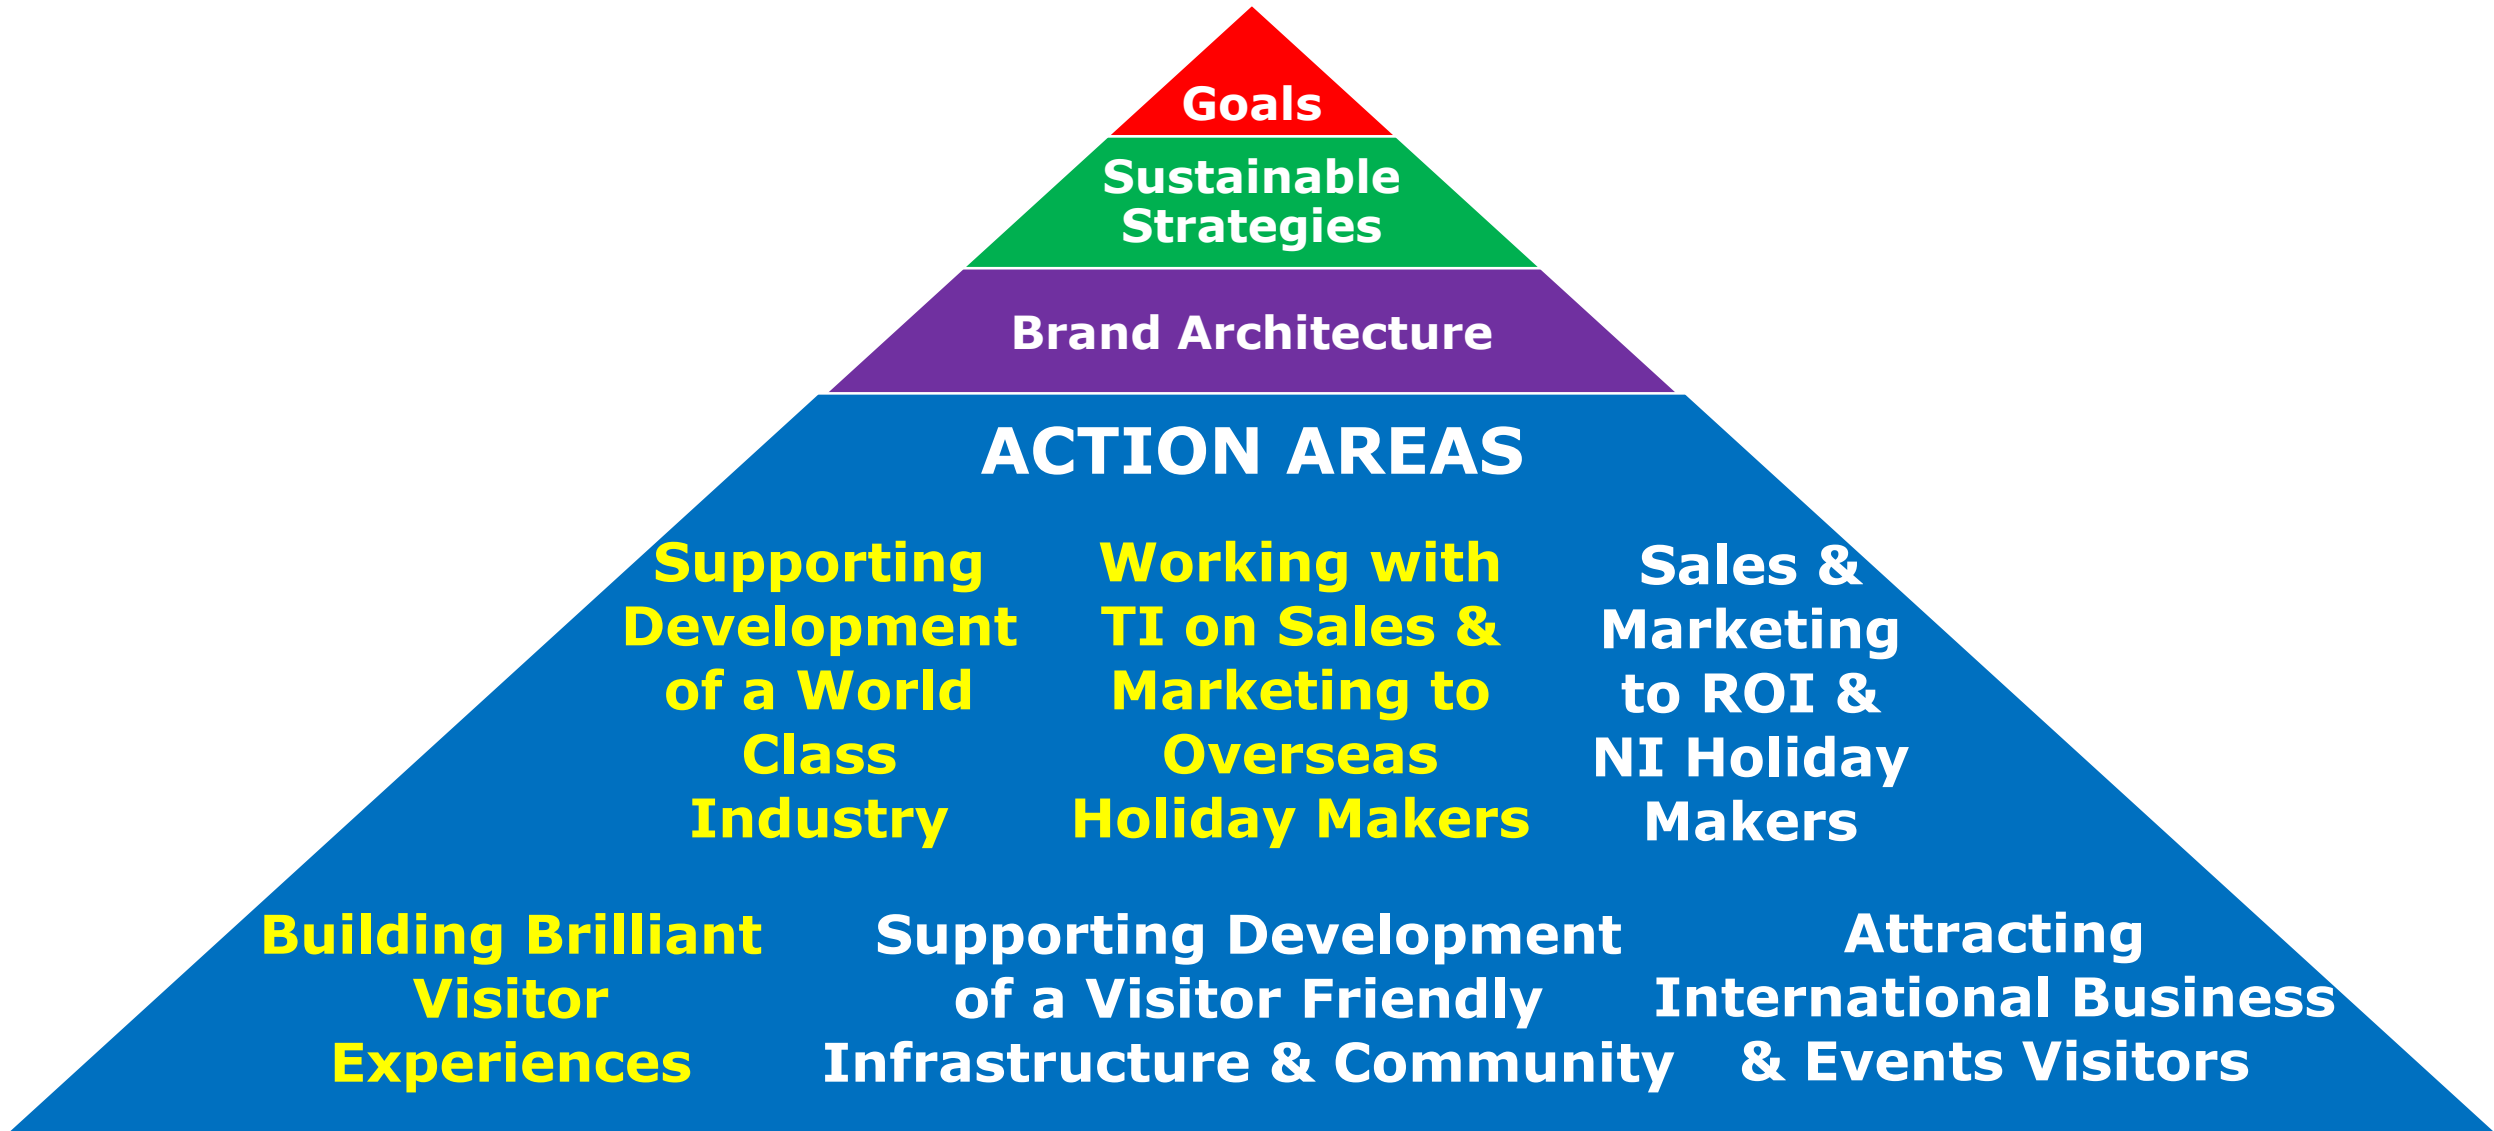 Goals
Sustainable
Strategies
Brand Architecture
ACTION AREAS
Supporting
Development
of a World
Class
Industry
Working with
TI on Sales &
Marketing to
Overseas
Holiday Makers
Sales &
Marketing
to ROI &
NI Holiday
Makers
Building Brilliant
Visitor
Experiences
Supporting Development
of a Visitor Friendly
Infrastructure & Community
Attracting
International Business
& Events Visitors